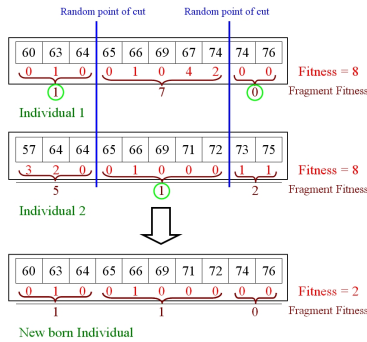 Random point of cut Random point of cut
60 63 64 65 66 69 67 74 74 76
0 1 0 0 1 0 4 2 0 0 Fitness = 8
1 7 0 Fragment Fitness
Individual 1
57 64 64 65 66 69 71 72 73 75
3 2 0 0 1 0 0 0 1 1 Fitness = 8
5 1 2 Fragment Fitness
Individual 2
60 63 64 65 66 69 71 72 74 76
0 1 0 0 1 0 0 0 0 0 Fitness = 2
1 1 0 Fragment Fitness
New born Individual